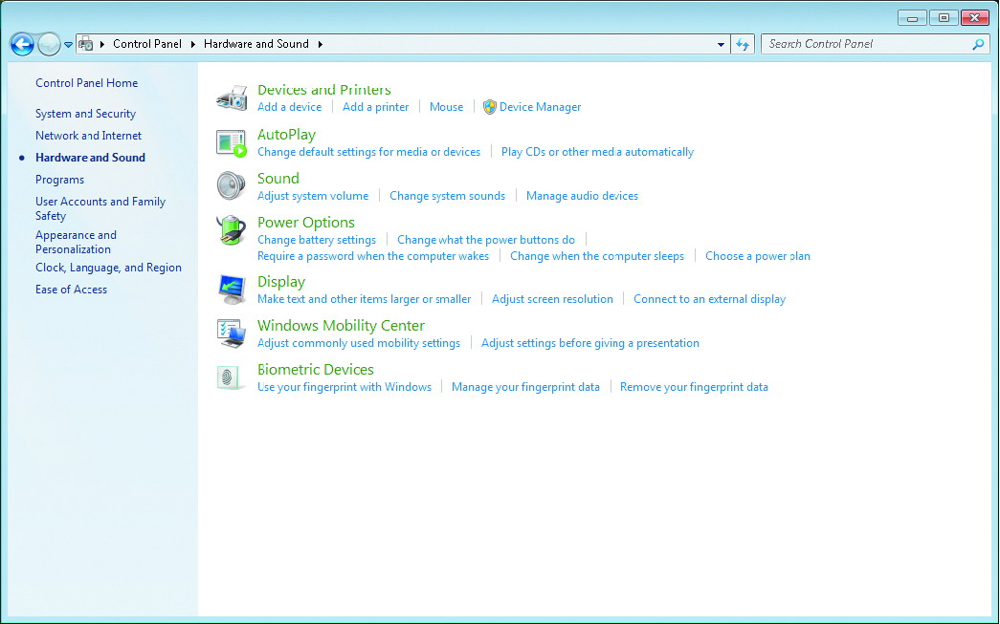 Control Panel Hardware and Sound
Search Control Panel
Control Panel Home
System and Security
Network and Internet
Hardware and Sound
Programs
User Accounts and Family
Safety
Appearance and
Personalization
Clock, Language, and Region
Ease of Access
Devices and Printers
Add a device Add a printer Mouse Device Manager
AutoPlay
Change default settings for media or devices Play CDs or other media automatically
Sound
Adjust system volume Change system sounds Manage audio devices
Power Options
Change battery settings Change what the power buttons do
Require a password when the computer wakes Change when the computer sleeps Choose a power plan
Display
Make text and other items larger or smaller Adjust screen resolution Connect to an external display
Windows Mobility Center
Adjust commonly used mobility settings Adjust settings before giving a presentation
Biometric Devices
Use your fingerprint with Windows Manage your fingerprint data Remove your fingerprint data